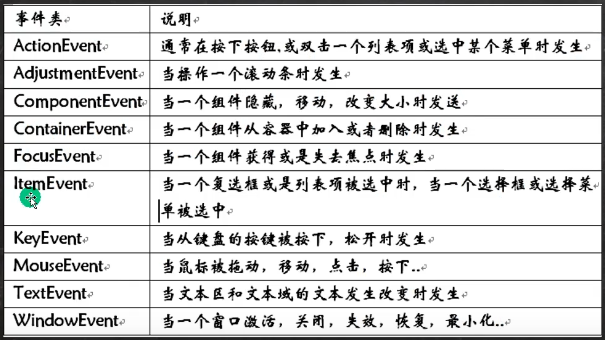 事件类 说明
ActionEvent 通常在按下按钮,或双击一个列表项或选中某个菜单时发生
AdjustmentEvent 当操作一个滚动条时发生
ComponentEvent 当一个组件隐藏，移动，改变大小时发送
ContainerEvent 当一个组件从容器中加入或者删除时发生
FocusEvent 当一个组件获得或是失去焦点时发生
ItemEvent 当一个复选框或是列表项被选中时，当一个选择框或选择菜
单被选中
KeyEvent 当从键盘的按键被按下，松开时发生
MouseEvent 当鼠标被拖动，移动，点击，按下..
TextEvent 当文本区和文本域的文本发生改变时发生
WindowEvent 当一个窗口激活，关闭，失效，恢复，最小化..